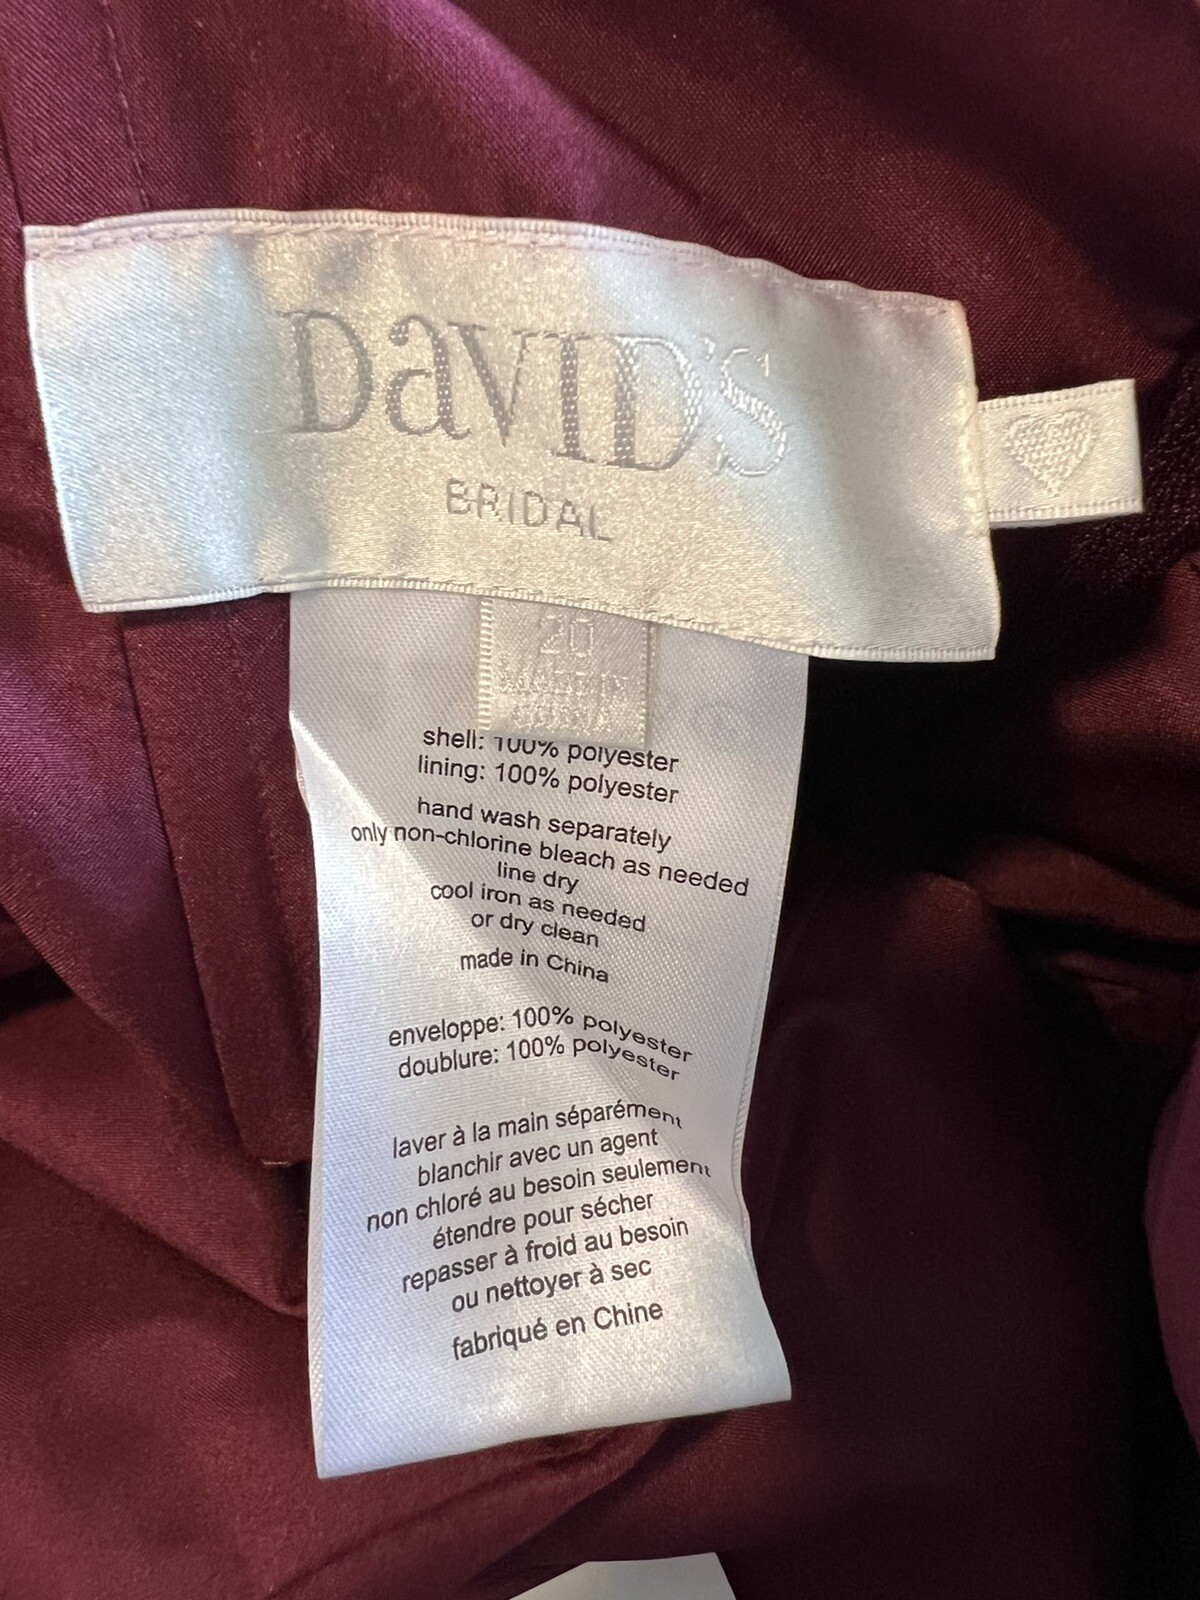 DaVID'S
BRIDAL
20
MADE IN
CHINA
shell: 100% polyester
lining: 100% polyester
hand wash separately
only non-chlorine bleach as needed
line dry
cool iron as needed
or dry clean
made in China
enveloppe: 100% polyester
doublure: 100% polyester
laver à la main séparément
blanchir avec un agent
non chloré au besoin seulement
étendre pour sécher
repasser à froid au besoin
ou nettoyer à sec
fabriqué en Chine